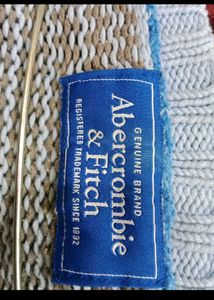 GENUINE BRAND
Abercrombie
& Fitch
REGISTERED TRADEMARK SINCE 1892